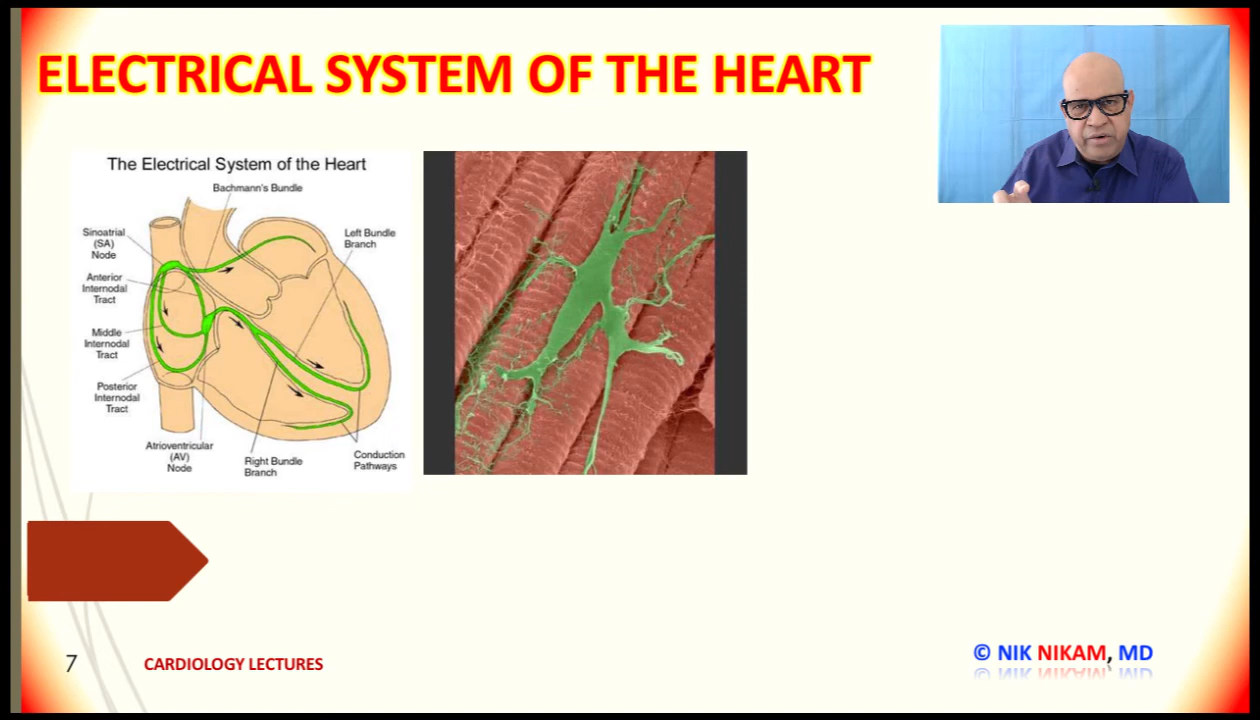 ELECTRICAL SYSTEM OF THE HEART
The Electrical System of the Heart
Bachmann's Bundle
Sinoatrial
(SA)
Node
Left Bundle
Branch
Anterior
Internodal
Tract
Middle
Internodal
Tract
Posterior
Internodal
Tract
Atrioventricular
(AV)
Node
Right Bundle
Branch
Conduction
Pathways
7
CARDIOLOGY LECTURES
© NIK NIKAM, MD